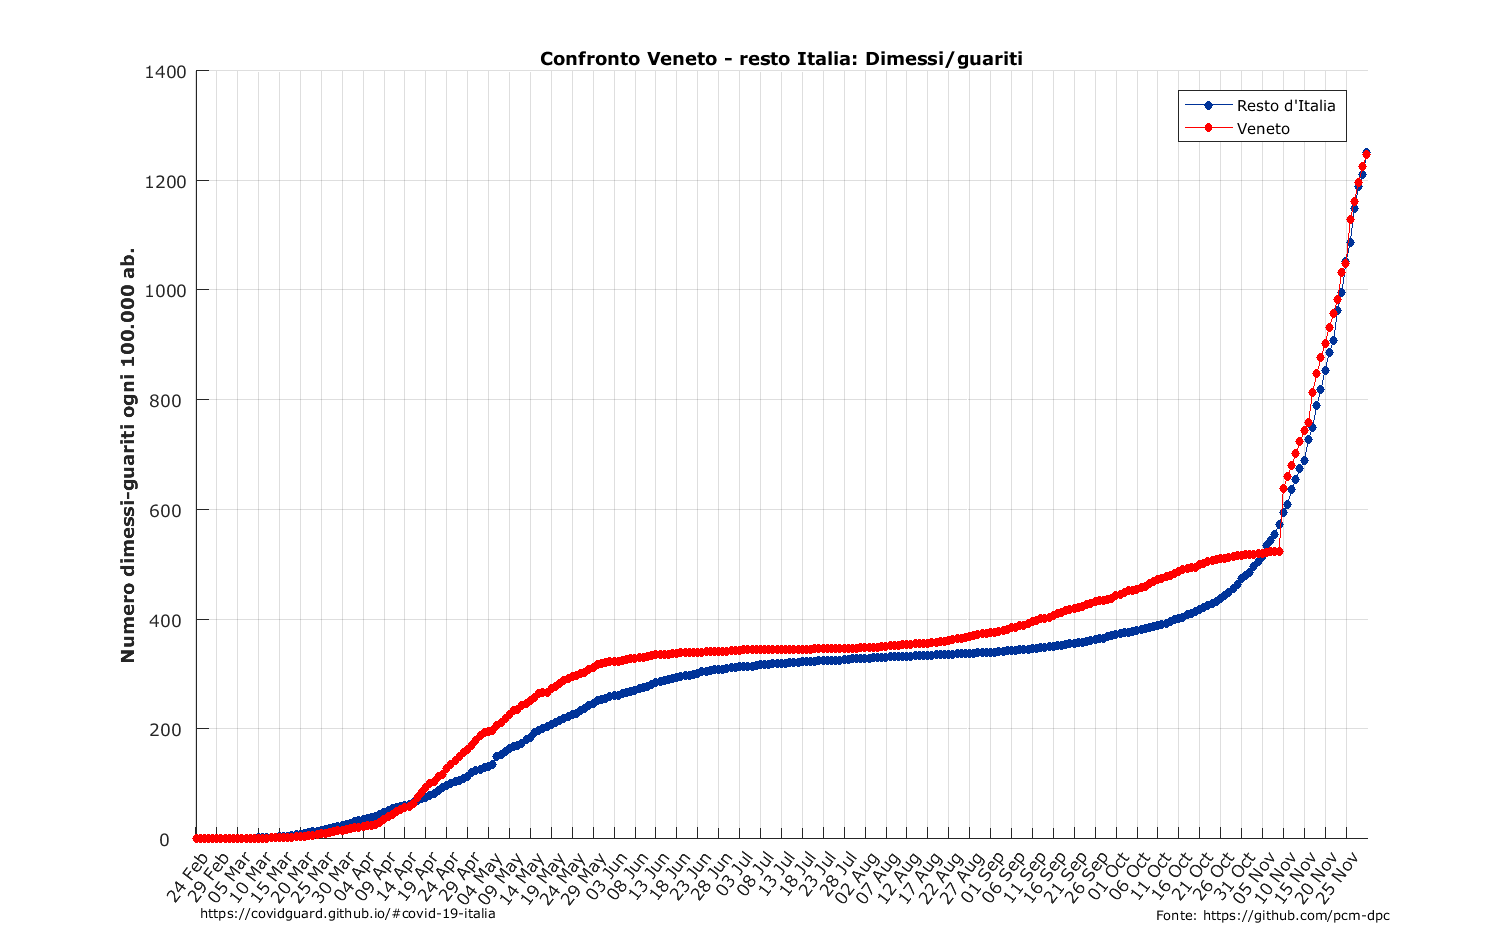 Confronto Veneto - resto Italia: Dimessi/guariti
1400
1200
1000
800
600
400
200
0
Numero dimessi-guariti ogni 100.000 ab.
Resto d'Italia
Veneto
24 Feb
29 Feb
05 Mar
10 Mar
15 Mar
20 Mar
25 Mar
30 Mar
04 Apr
09 Apr
14 Apr
19 Apr
24 Apr
29 Apr
04 May
09 May
14 May
19 May
24 May
29 May
03 Jun
08 Jun
13 Jun
18 Jun
23 Jun
28 Jun
03 Jul
08 Jul
13 Jul
18 Jul
23 Jul
28 Jul
02 Aug
07 Aug
12 Aug
17 Aug
22 Aug
27 Aug
01 Sep
06 Sep
11 Sep
16 Sep
21 Sep
26 Sep
01 Oct
06 Oct
11 Oct
16 Oct
21 Oct
26 Oct
31 Oct
05 Nov
10 Nov
15 Nov
20 Nov
25 Nov
https://covidguard.github.io/#covid-19-italia
Fonte: https://github.com/pcm-dpc